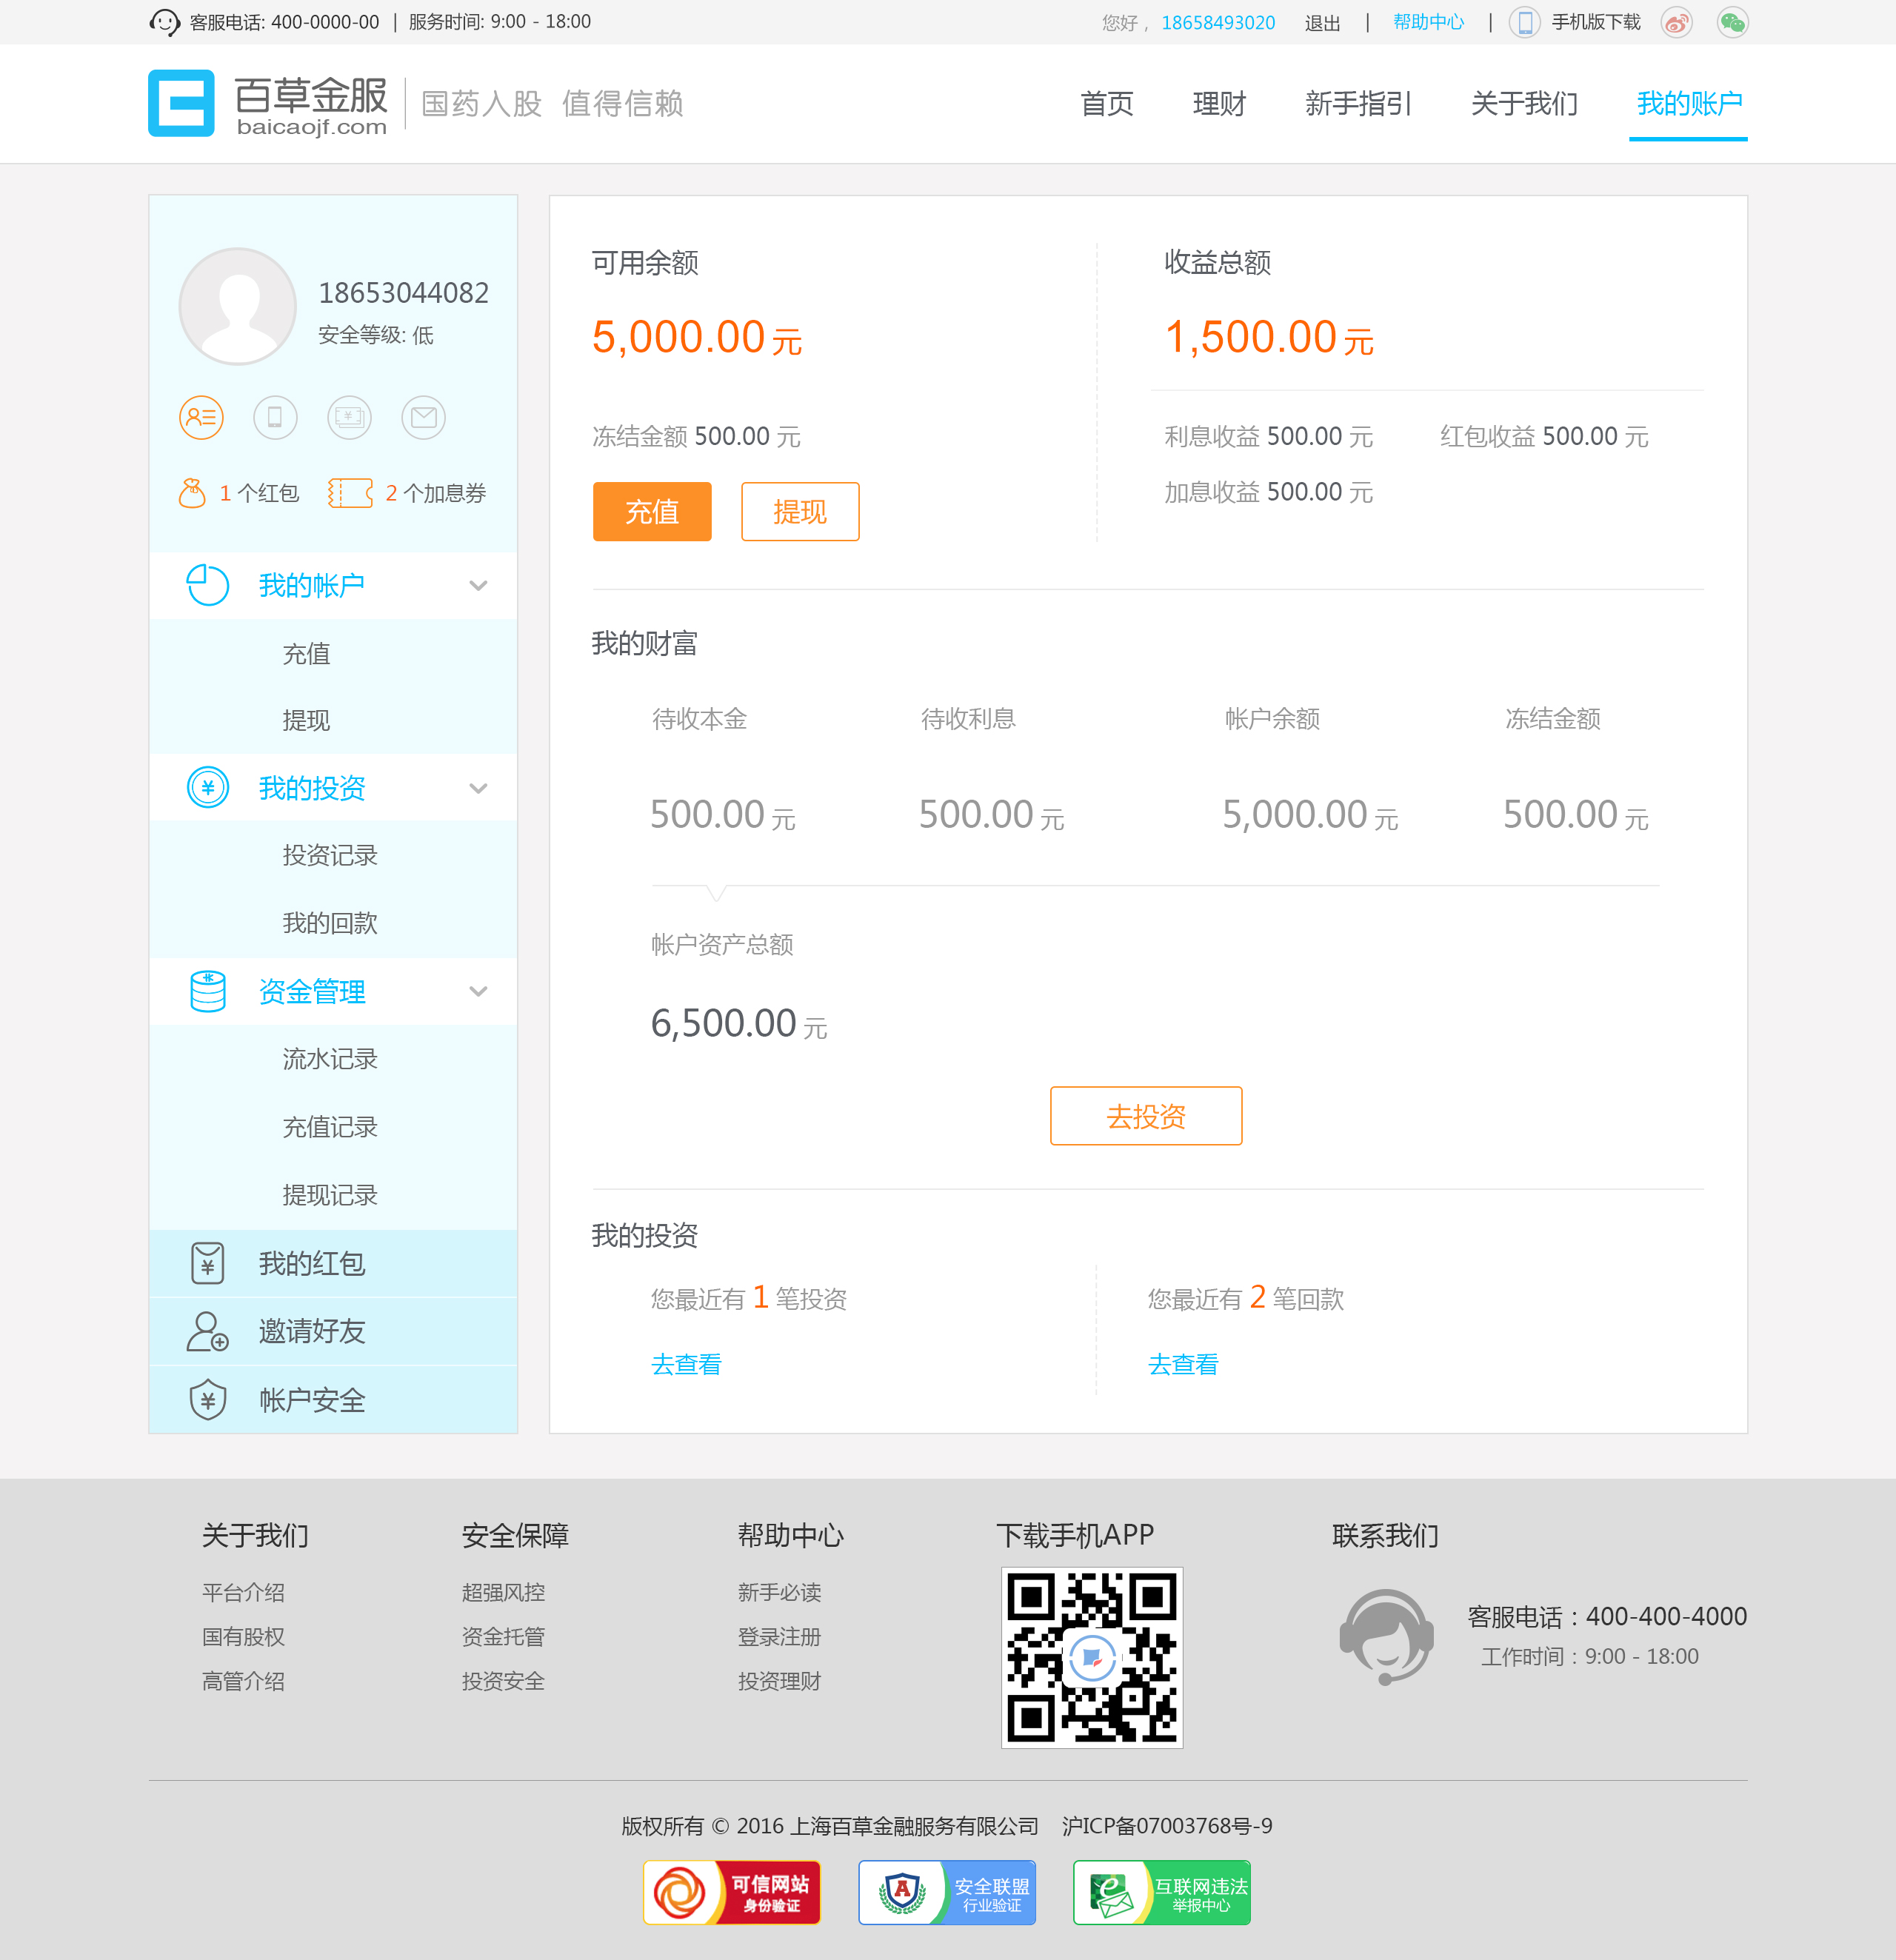 客服电话: 400-0000-00 | 服务时间: 9:00 - 18:00
您好， 18658493020 退出 | 帮助中心 | 手机版下载
百草金服
baicaojf.com
国药入股 值得信赖
首页 理财 新手指引 关于我们 我的账户
18653044082
安全等级: 低
1 个红包 2 个加息券
我的帐户
充值
提现
我的投资
投资记录
我的回款
资金管理
流水记录
充值记录
提现记录
我的红包
邀请好友
帐户安全
可用余额
5,000.00 元
冻结金额 500.00 元
充值 提现
收益总额
1,500.00 元
利息收益 500.00 元 红包收益 500.00 元
加息收益 500.00 元
我的财富
待收本金 待收利息 帐户余额 冻结金额
500.00 元 500.00 元 5,000.00 元 500.00 元
帐户资产总额
6,500.00 元
去投资
我的投资
您最近有 1 笔投资 您最近有 2 笔回款
去查看 去查看
关于我们
平台介绍
国有股权
高管介绍
安全保障
超强风控
资金托管
投资安全
帮助中心
新手必读
登录注册
投资理财
下载手机APP
联系我们
客服电话：400-400-4000
工作时间：9:00 - 18:00
版权所有 © 2016 上海百草金融服务有限公司 沪ICP备07003768号-9
可信网站
身份验证
A
安全联盟
行业验证
e
互联网违法
举报中心